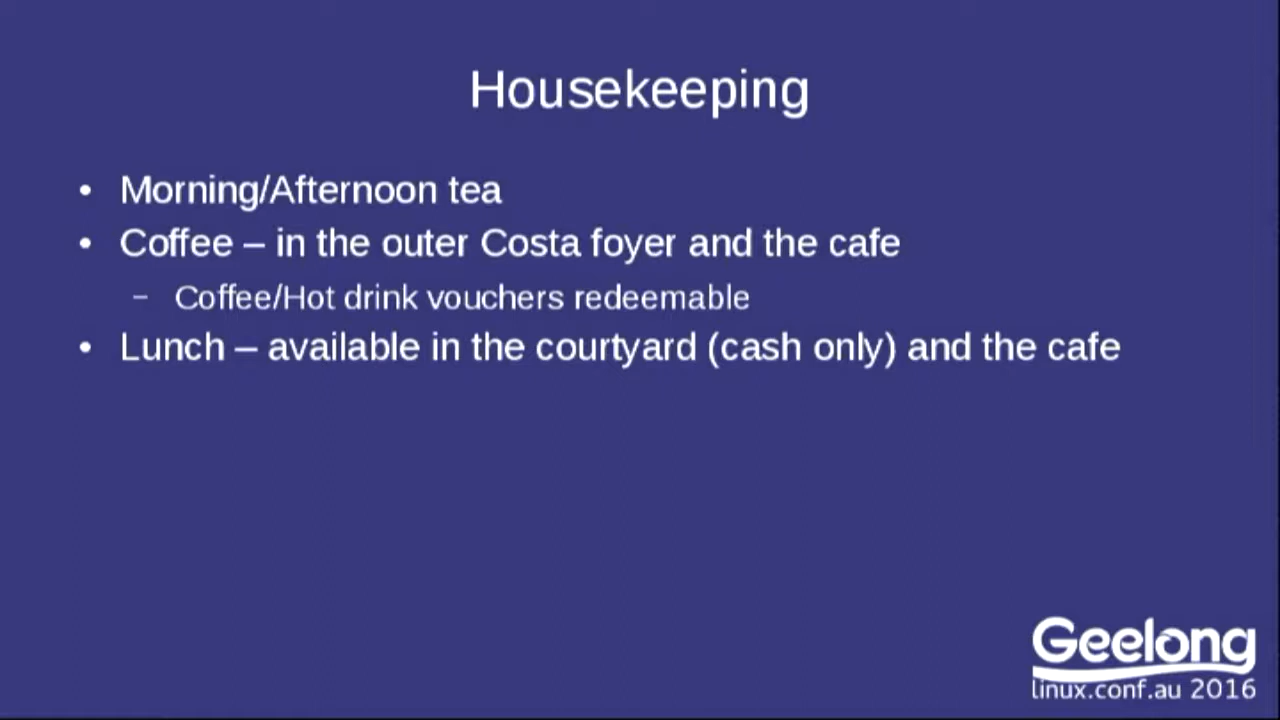 Housekeeping
• Morning/Afternoon tea
• Coffee – in the outer Costa foyer and the cafe
– Coffee/Hot drink vouchers redeemable
• Lunch – available in the courtyard (cash only) and the cafe
Geelong
linux.conf.au 2016